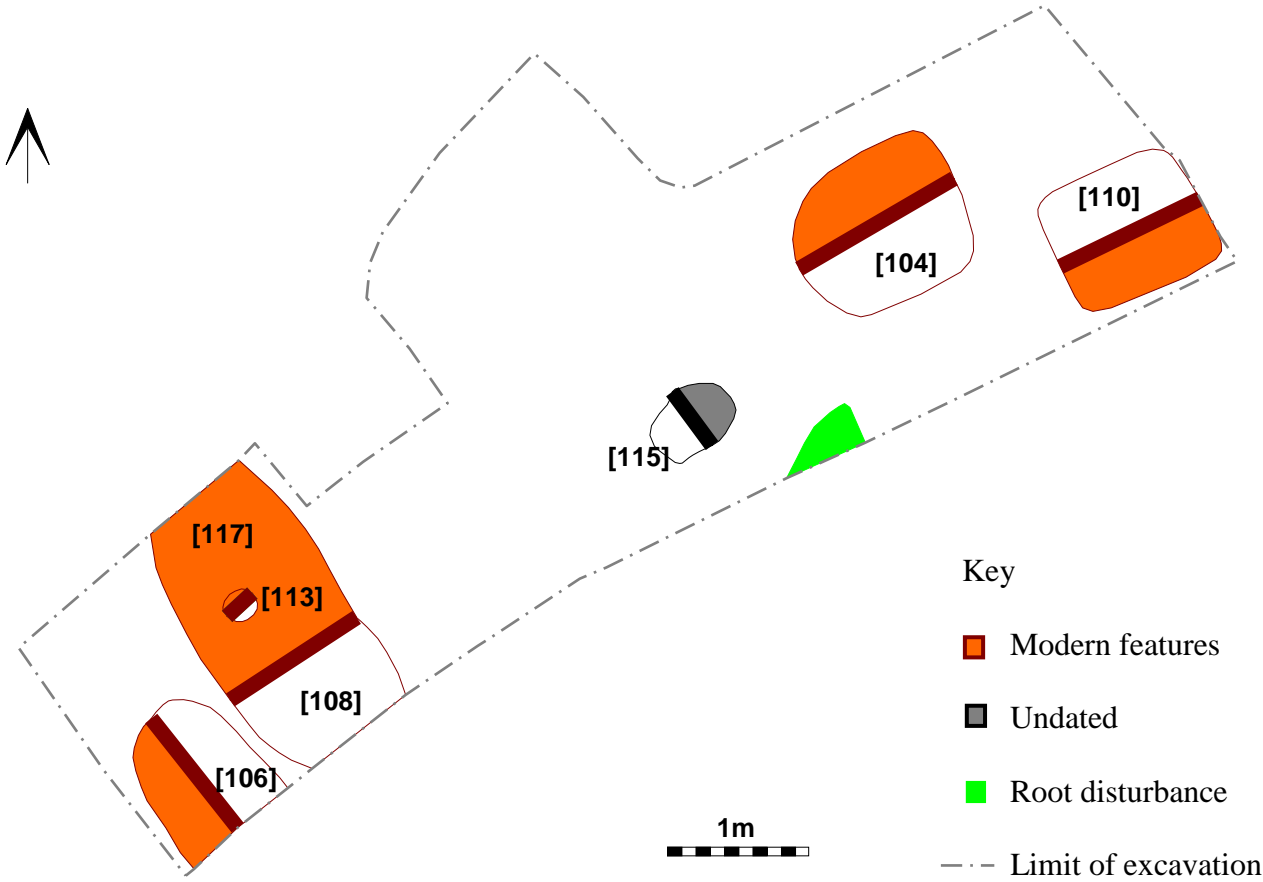 [110]
[104]
[115]
[117]
[113]
[108]
[106]
1m
Key
Modern features
Undated
Root disturbance
Limit of excavation